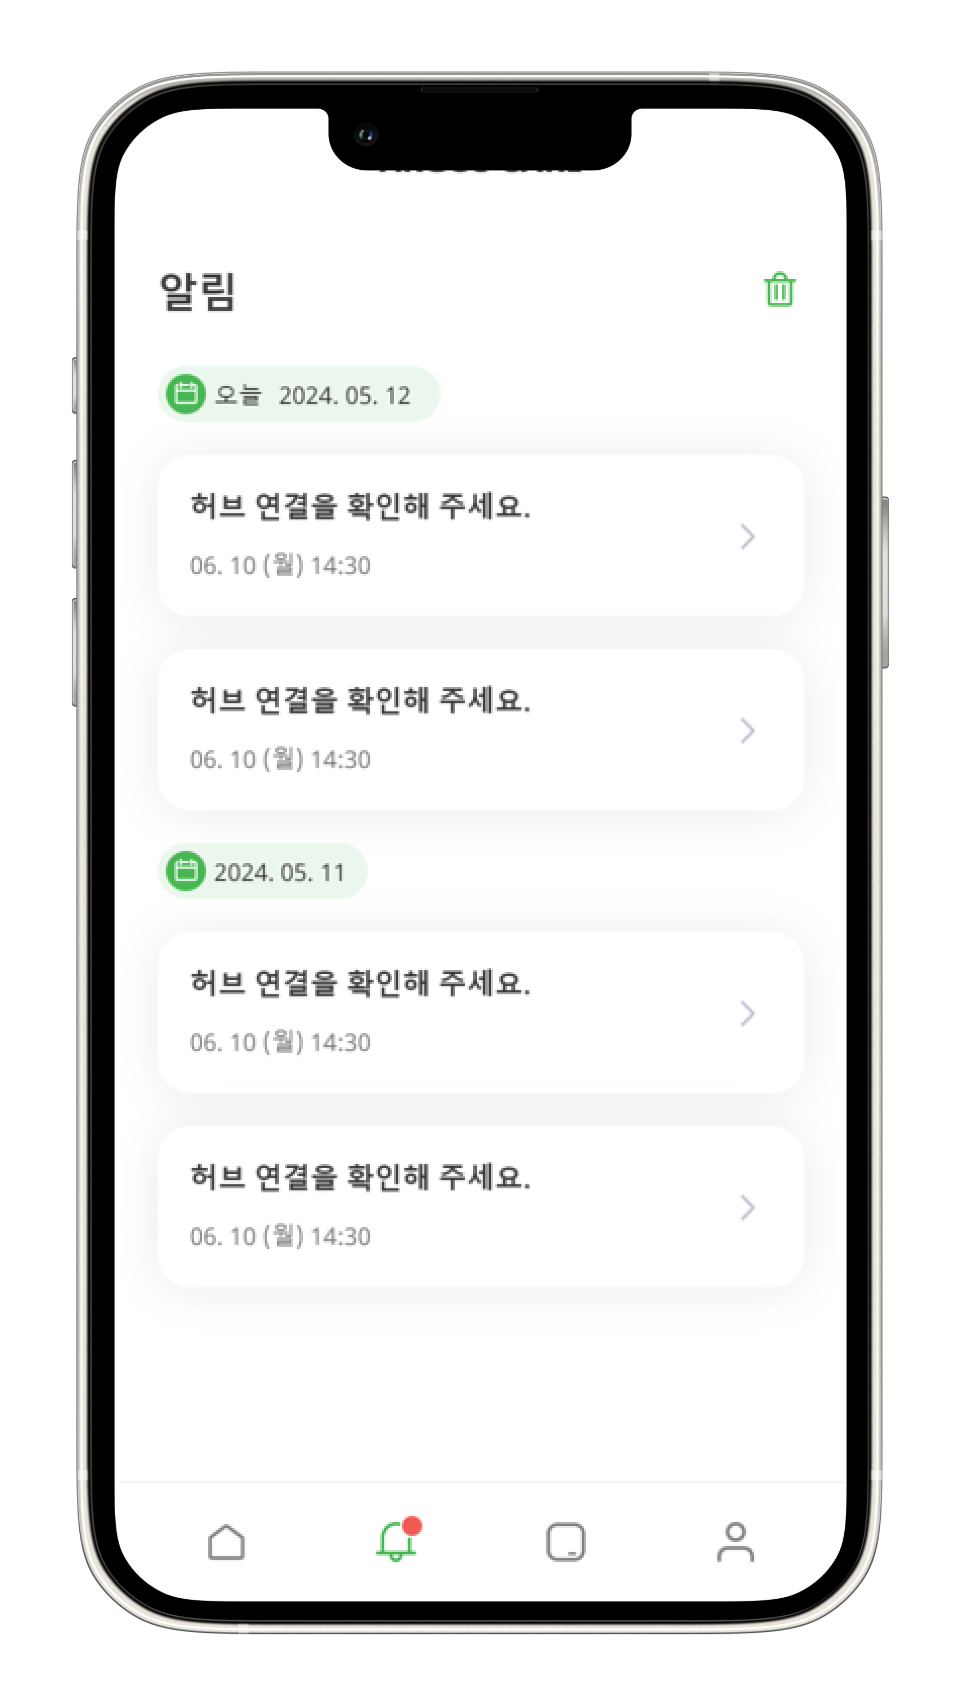 알림
오늘 2024. 05. 12
허브 연결을 확인해 주세요.
06. 10 (월) 14:30
허브 연결을 확인해 주세요.
06. 10 (월) 14:30
2024. 05. 11
허브 연결을 확인해 주세요.
06. 10 (월) 14:30
허브 연결을 확인해 주세요.
06. 10 (월) 14:30